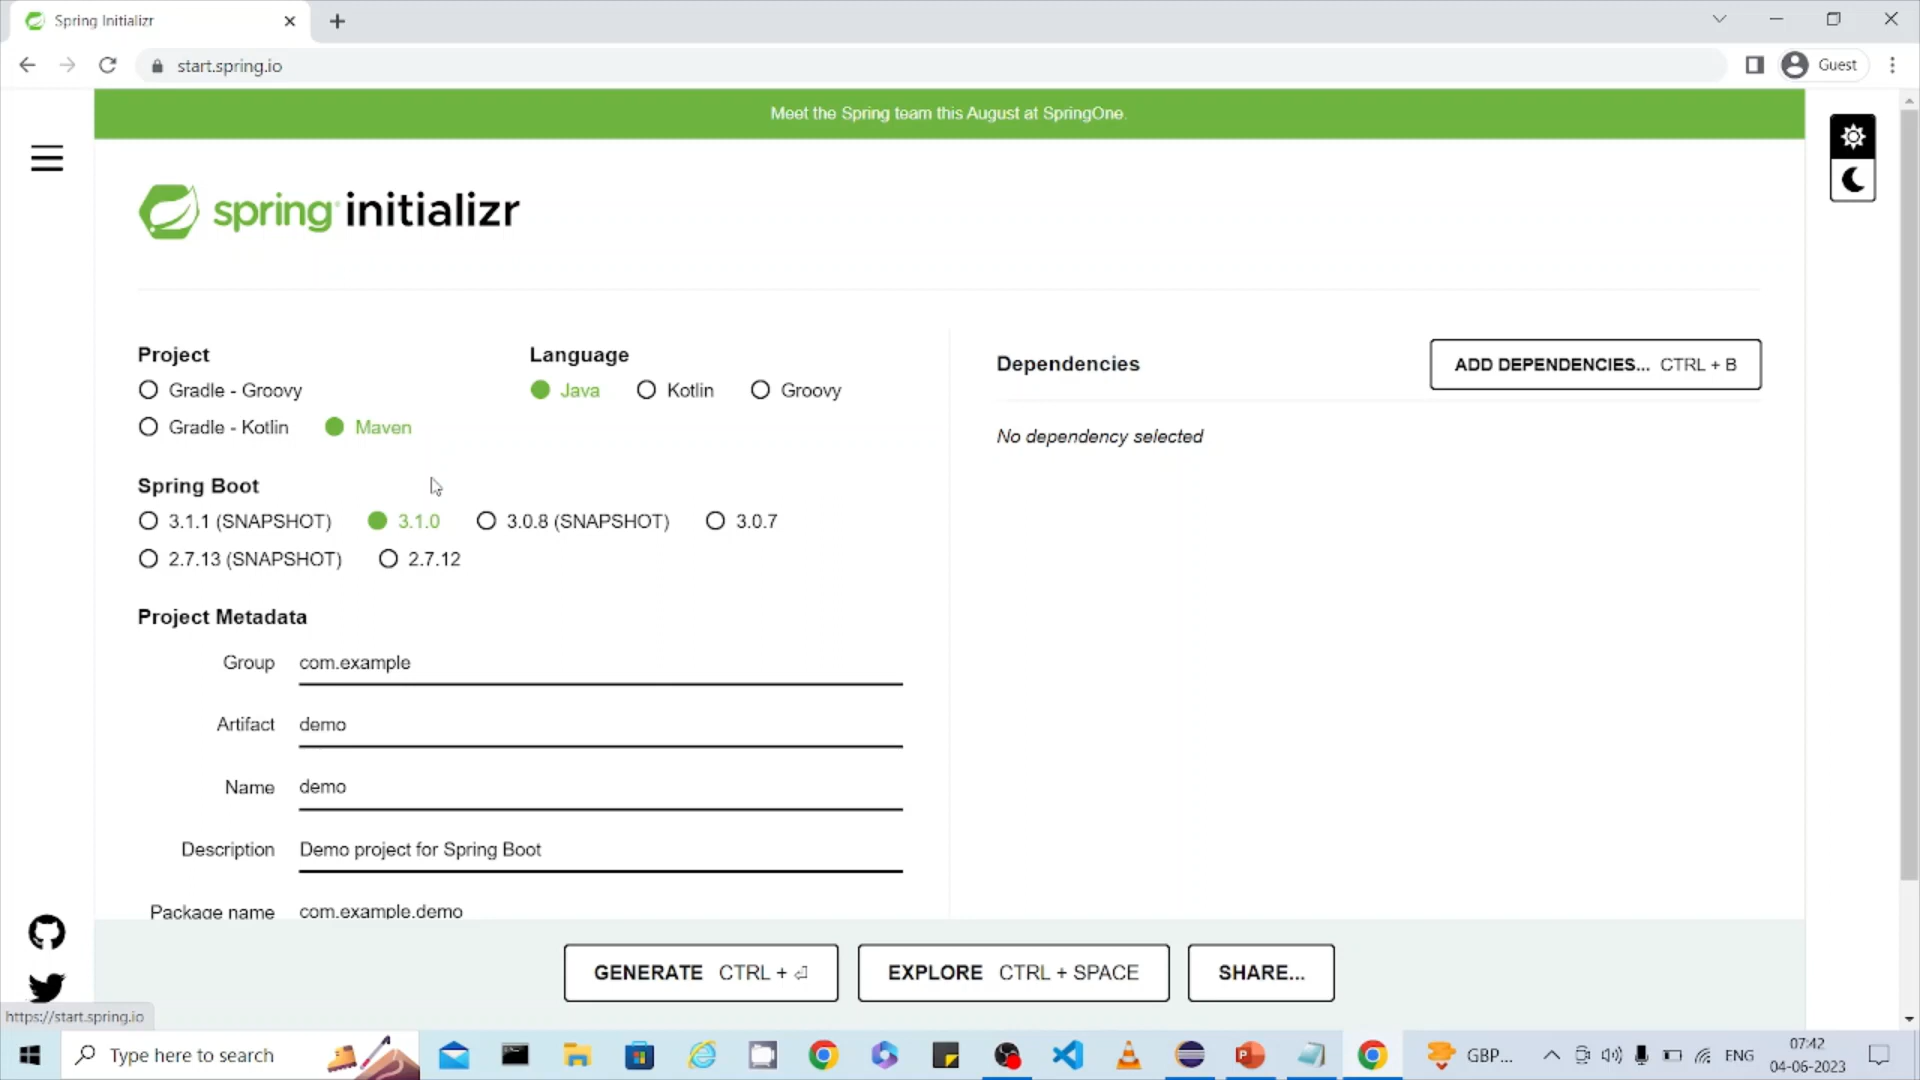 Spring Initializr
start.spring.io
Guest
Meet the Spring team this August at SpringOne.
spring initializr
Project
Gradle - Groovy
Gradle - Kotlin Maven
Language
Java Kotlin Groovy
Spring Boot
3.1.1 (SNAPSHOT) 3.1.0 3.0.8 (SNAPSHOT) 3.0.7
2.7.13 (SNAPSHOT) 2.7.12
Project Metadata
Group com.example
Artifact demo
Name demo
Description Demo project for Spring Boot
Package name com.example.demo
Dependencies
ADD DEPENDENCIES... CTRL + B
No dependency selected
GENERATE CTRL + ⏎
EXPLORE CTRL + SPACE
SHARE...
https://start.spring.io
Type here to search
GBP...
ENG
07:42
04-06-2023